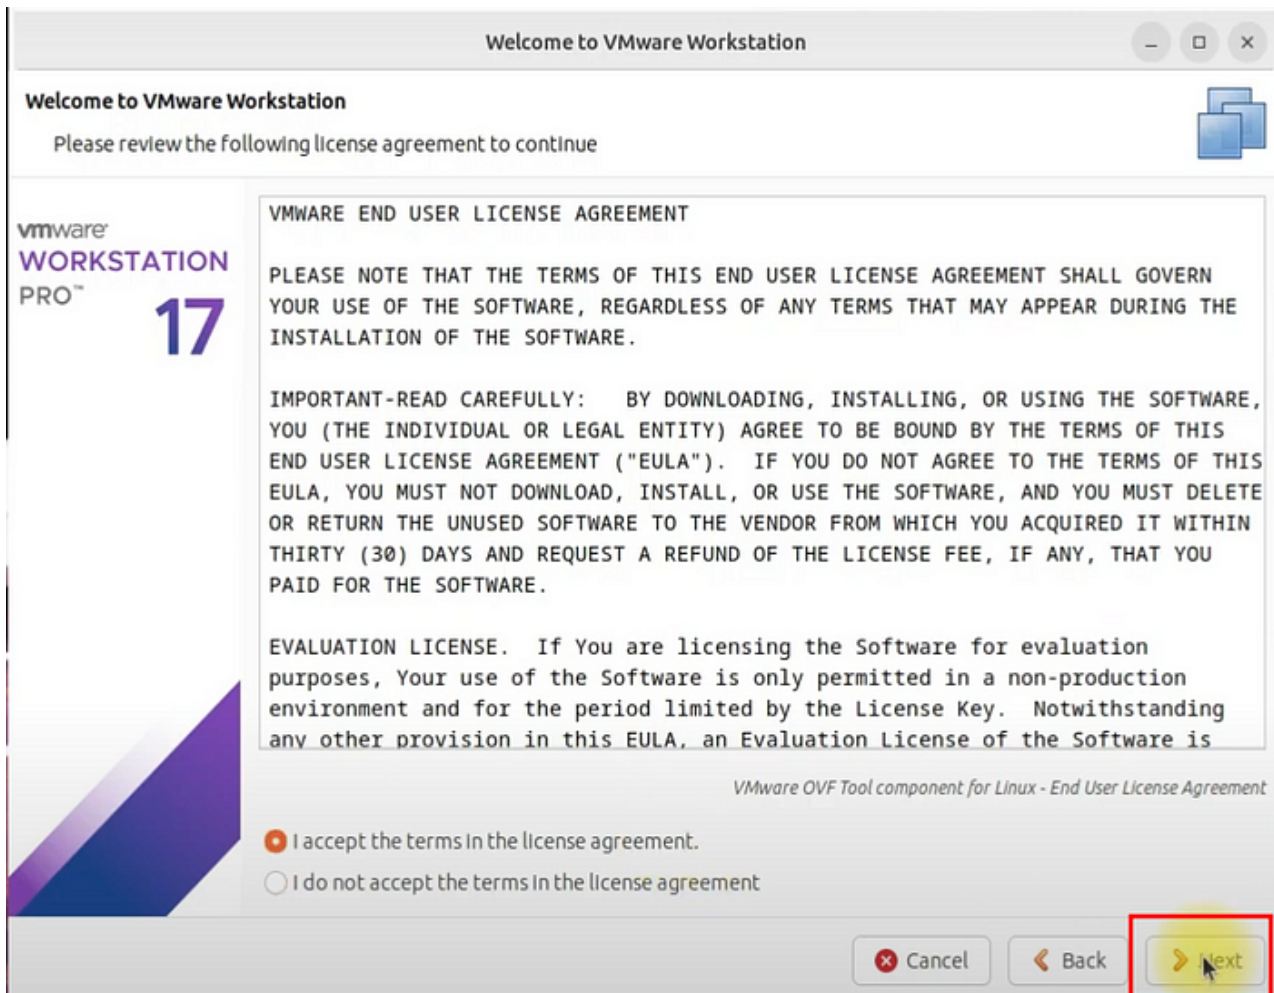 Welcome to VMware Workstation
Welcome to VMware Workstation
Please review the following license agreement to continue
vmware
WORKSTATION
PRO™
17
VMWARE END USER LICENSE AGREEMENT
PLEASE NOTE THAT THE TERMS OF THIS END USER LICENSE AGREEMENT SHALL GOVERN
YOUR USE OF THE SOFTWARE, REGARDLESS OF ANY TERMS THAT MAY APPEAR DURING THE
INSTALLATION OF THE SOFTWARE.
IMPORTANT-READ CAREFULLY:   BY DOWNLOADING, INSTALLING, OR USING THE SOFTWARE,
YOU (THE INDIVIDUAL OR LEGAL ENTITY) AGREE TO BE BOUND BY THE TERMS OF THIS
END USER LICENSE AGREEMENT ("EULA").  IF YOU DO NOT AGREE TO THE TERMS OF THIS
EULA, YOU MUST NOT DOWNLOAD, INSTALL, OR USE THE SOFTWARE, AND YOU MUST DELETE
OR RETURN THE UNUSED SOFTWARE TO THE VENDOR FROM WHICH YOU ACQUIRED IT WITHIN
THIRTY (30) DAYS AND REQUEST A REFUND OF THE LICENSE FEE, IF ANY, THAT YOU
PAID FOR THE SOFTWARE.
EVALUATION LICENSE.  If You are licensing the Software for evaluation
purposes, Your use of the Software is only permitted in a non-production
environment and for the period limited by the License Key.  Notwithstanding
any other provision in this EULA, an Evaluation License of the Software is
VMware OVF Tool component for Linux - End User License Agreement
I accept the terms in the license agreement.
I do not accept the terms in the license agreement
Cancel
Back
Next